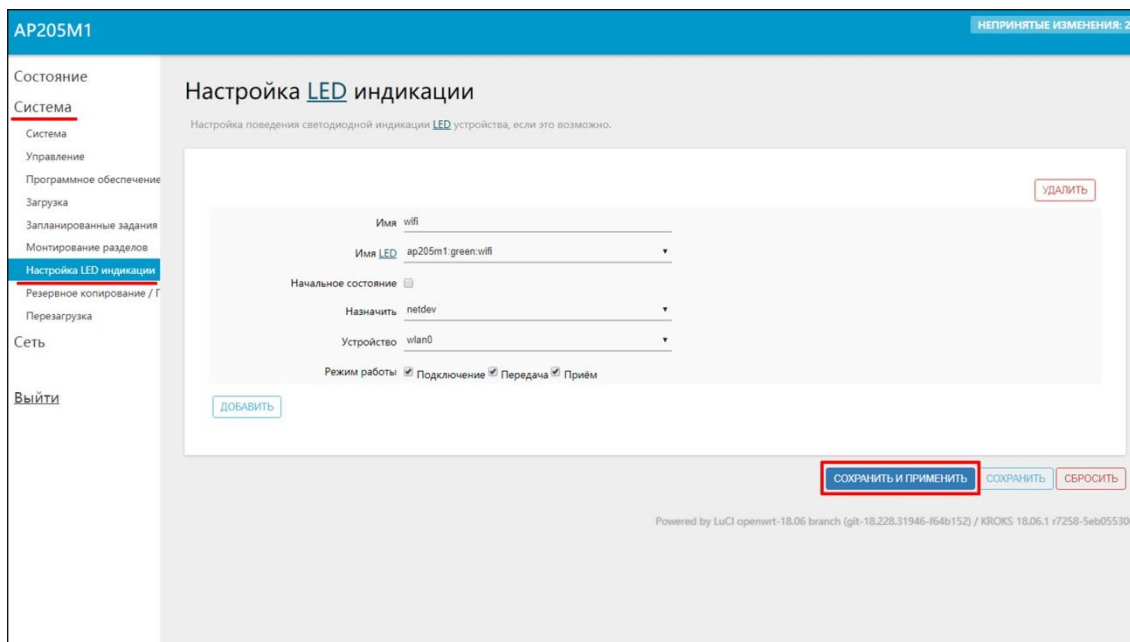 AP205M1
НЕПРИНЯТЫЕ ИЗМЕНЕНИЯ: 2
Состояние
Система
Система
Управление
Программное обеспечение
Загрузка
Запланированные задания
Монтирование разделов
Настройка LED индикации
Резервное копирование / П
Перезагрузка
Сеть
Выйти
Настройка LED индикации
Настройка поведения светодиодной индикации LED устройства, если это возможно.
УДАЛИТЬ
Имя wifi
Имя LED ap205m1:green:wifi
Начальное состояние
Назначить netdev
Устройство wlan0
Режим работы Подключение Передача Приём
ДОБАВИТЬ
СОХРАНИТЬ И ПРИМЕНИТЬ СОХРАНИТЬ СБРОСИТЬ
Powered by LuCI openwrt-18.06 branch (git-18.228.31946-f64b152) / KROKS 18.06.1 r7258-5eb05530